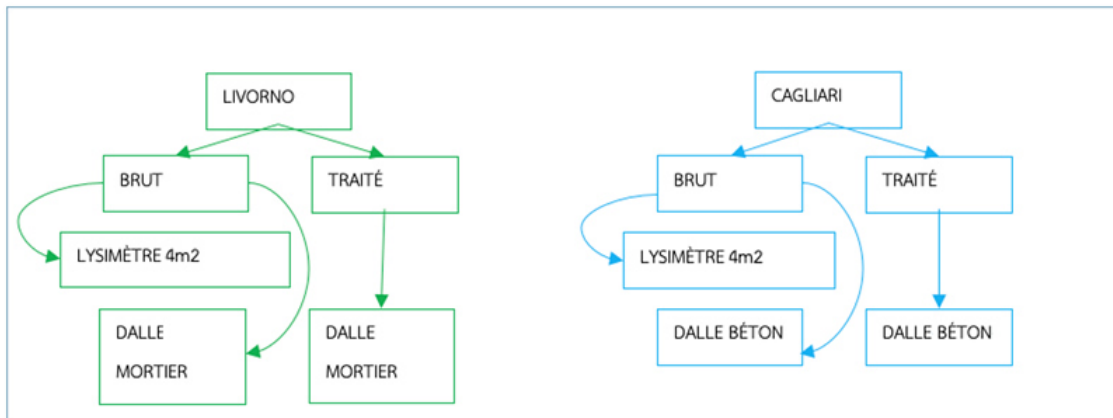 LIVORNO
BRUT
TRAITÉ
LYSIMÈTRE 4m2
DALLE
MORTIER
DALLE
MORTIER
CAGLIARI
BRUT
TRAITÉ
LYSIMÈTRE 4m2
DALLE BÉTON
DALLE BÉTON